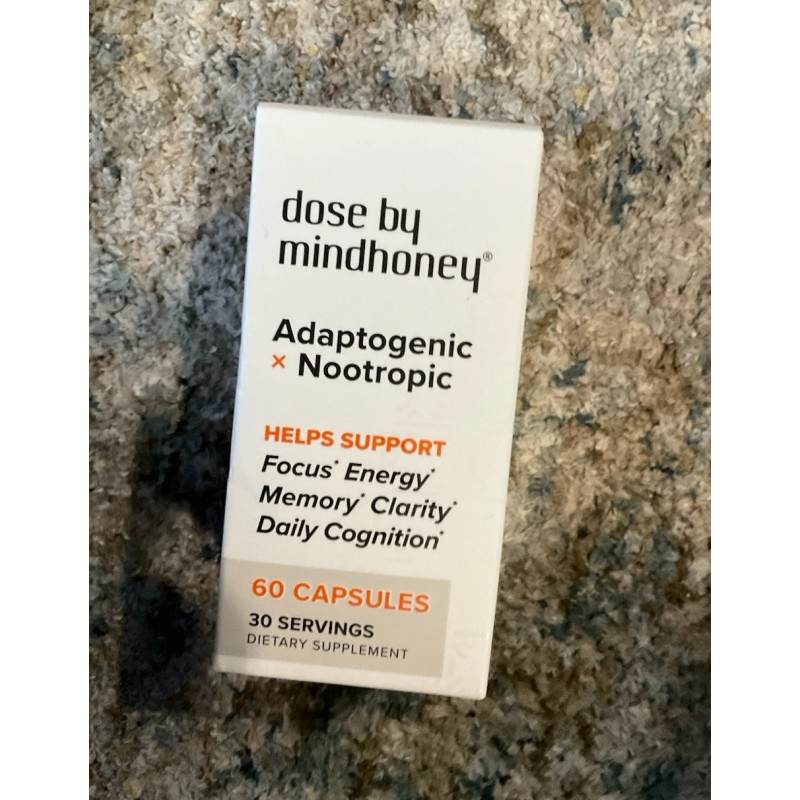 dose by
mindhoney®
Adaptogenic
× Nootropic
HELPS SUPPORT
Focus* Energy*
Memory* Clarity*
Daily Cognition*
60 CAPSULES
30 SERVINGS
DIETARY SUPPLEMENT